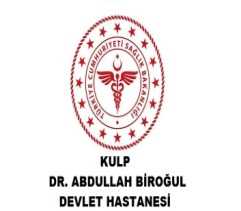 TÜRKİYE CUMHURİYETİ SAĞLIK BAKANLIĞI
KULP
DR. ABDULLAH BİROĞUL
DEVLET HASTANESİ